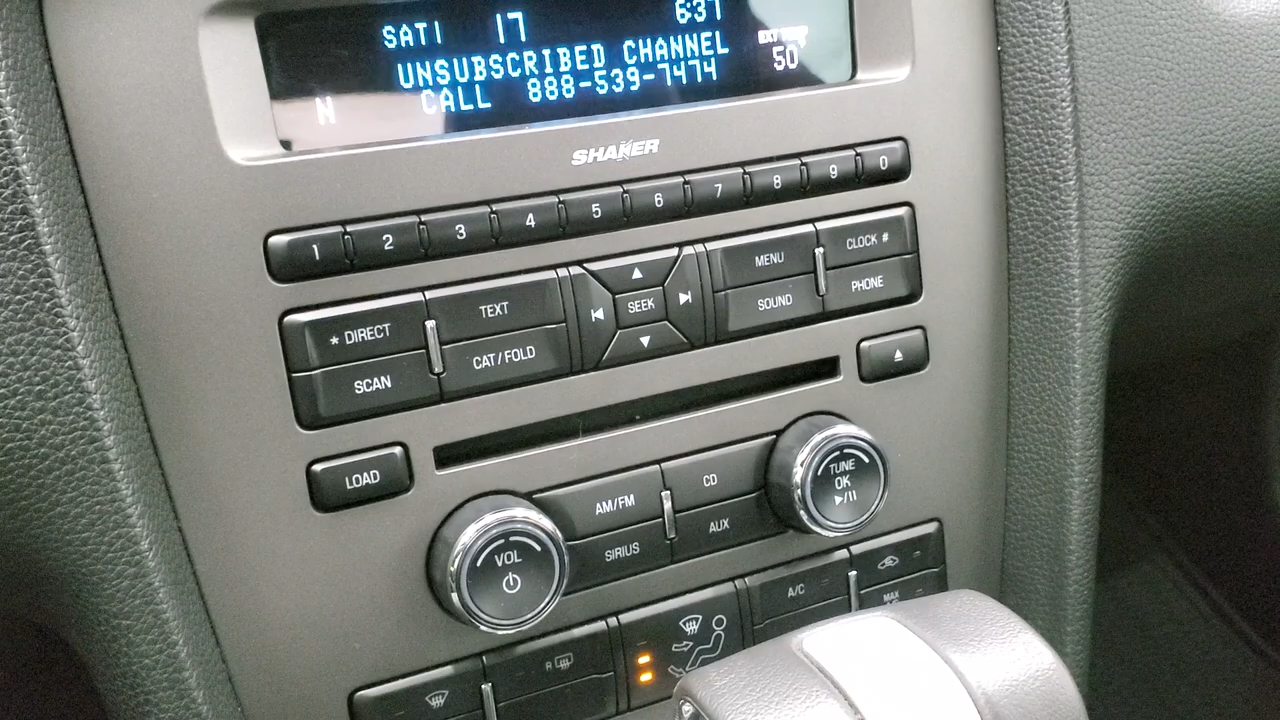 SAT1 17 6:37
UNSUBSCRIBED CHANNEL
EXT TEMP
CALL 888-539-7474 50°
N
SHAKER
1 2 3 4 5 6 7 8 9 0
* DIRECT TEXT SEEK MENU CLOCK #
SCAN CAT/FOLD SOUND PHONE
LOAD
AM/FM CD TUNE
OK
VOL SIRIUS AUX
A/C MAX
R